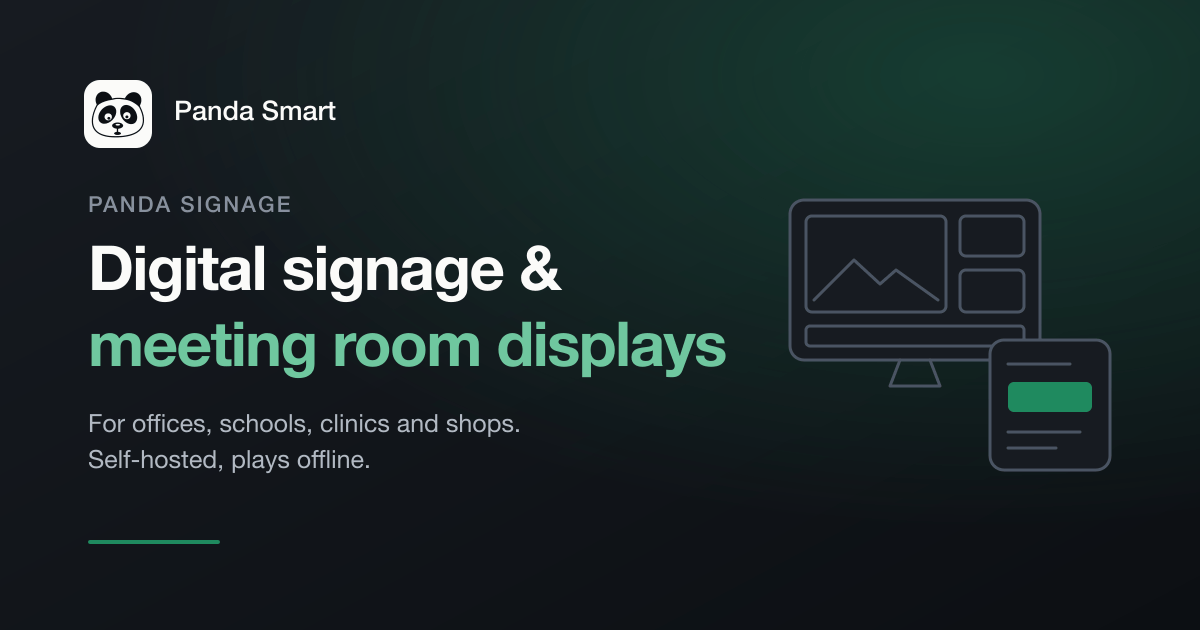 Panda Smart
PANDA SIGNAGE
Digital signage &
meeting room displays
For offices, schools, clinics and shops.
Self-hosted, plays offline.